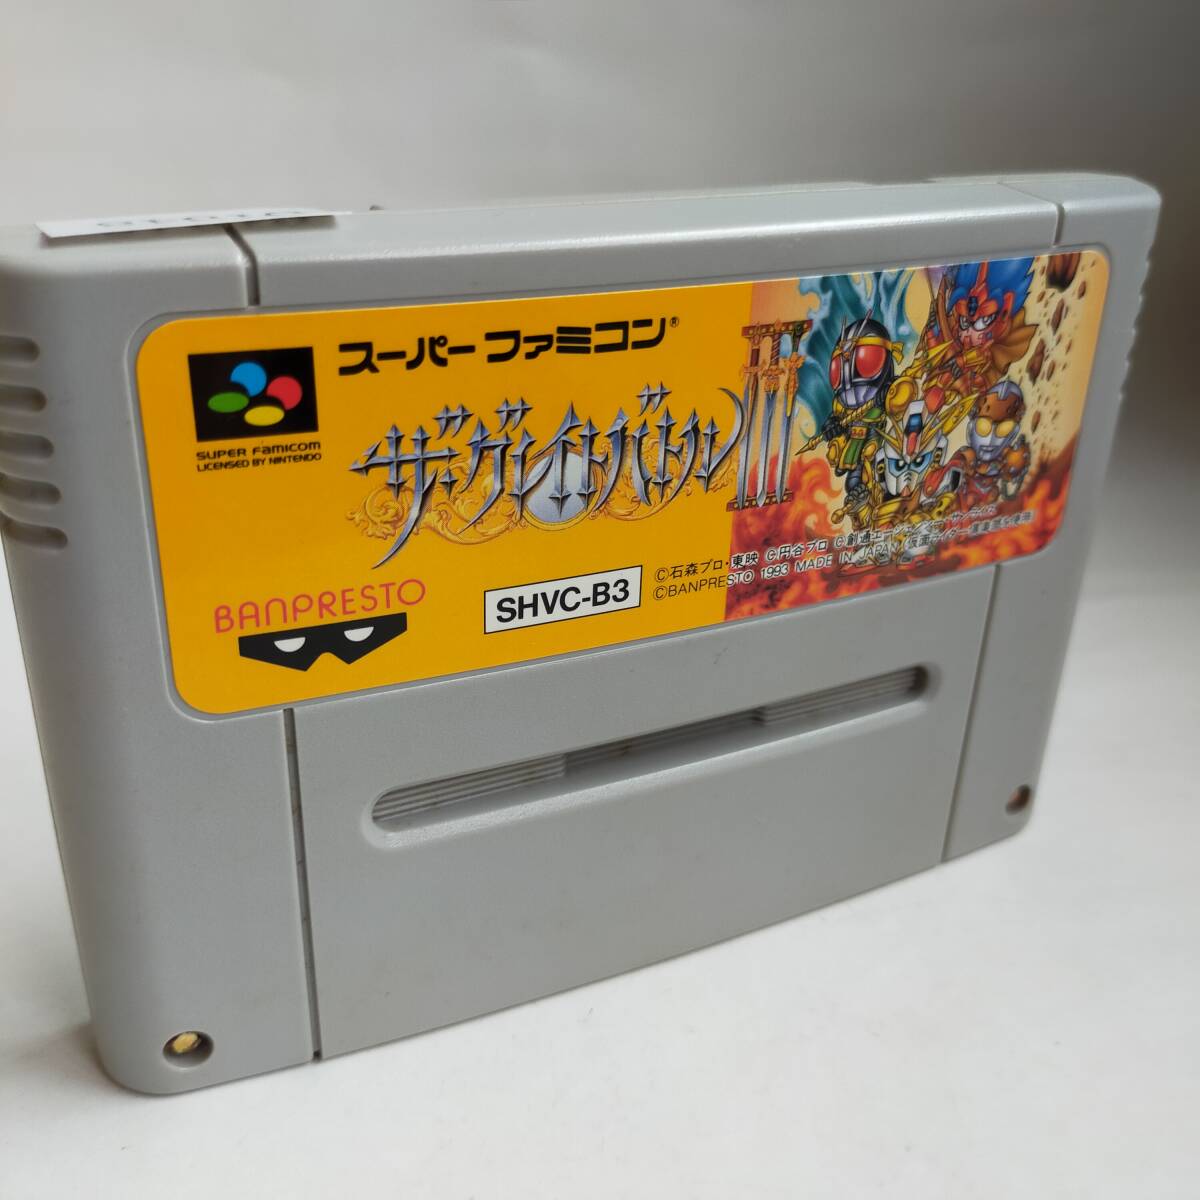 スーパーファミコン®
SUPER FAMICOM
LICENSED BY NINTENDO
ザ・グレイトバトルIII
BANPRESTO
SHVC-B3
©石森プロ・東映 ©円谷プロ ©創通エージェンシー・サンライズ
©BANPRESTO 1993 MADE IN JAPAN